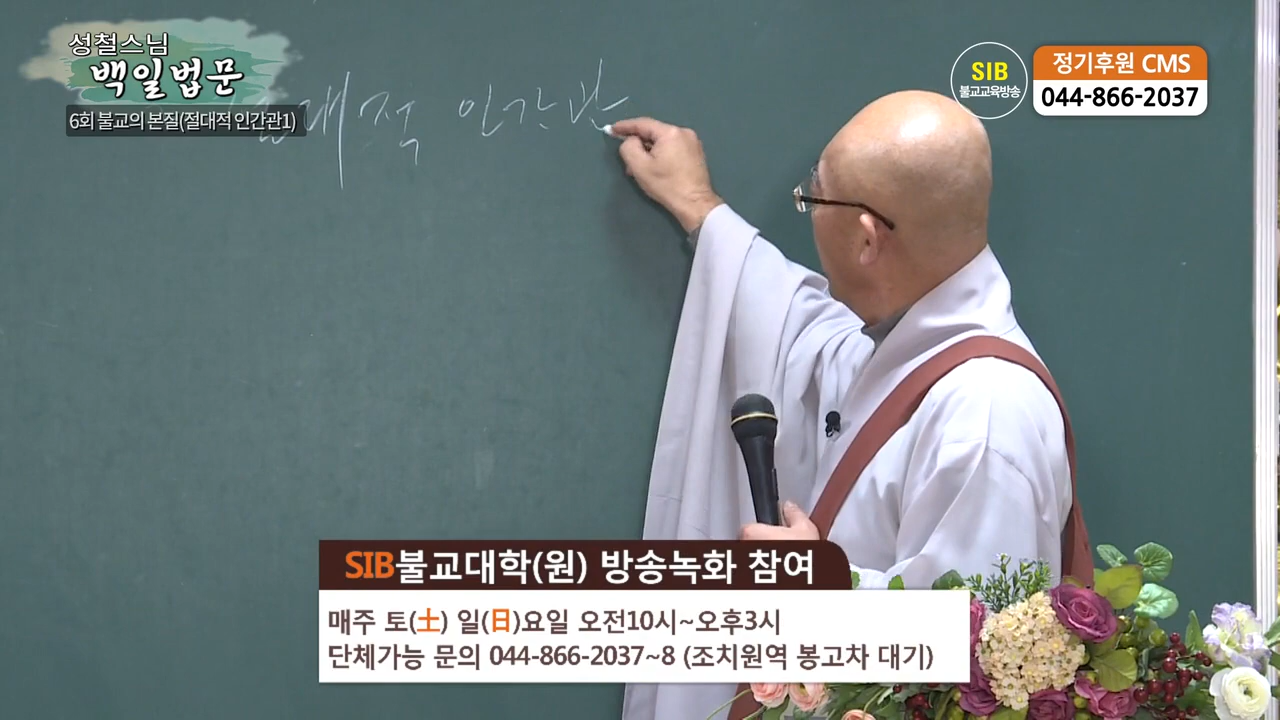 성철스님
백일법문
6회 불교의 본질(절대적 인간관1)
대적 인간관
SIB
불교교육방송
정기후원 CMS
044-866-2037
SIB불교대학(원) 방송녹화 참여
매주 토(土) 일(日)요일 오전10시~오후3시
단체가능 문의 044-866-2037~8 (조치원역 봉고차 대기)